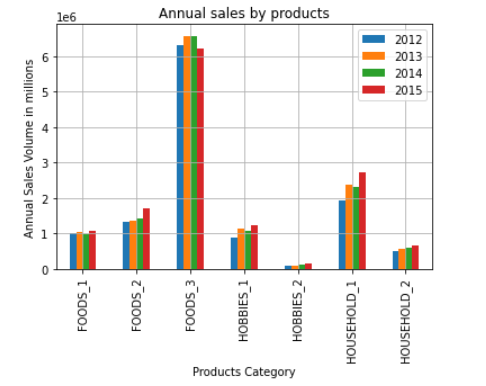 Annual sales by products
1e6
2012
2013
2014
2015
6
5
4
3
2
1
0
Annual Sales Volume in millions
FOODS_1
FOODS_2
FOODS_3
HOBBIES_1
HOBBIES_2
HOUSEHOLD_1
HOUSEHOLD_2
Products Category